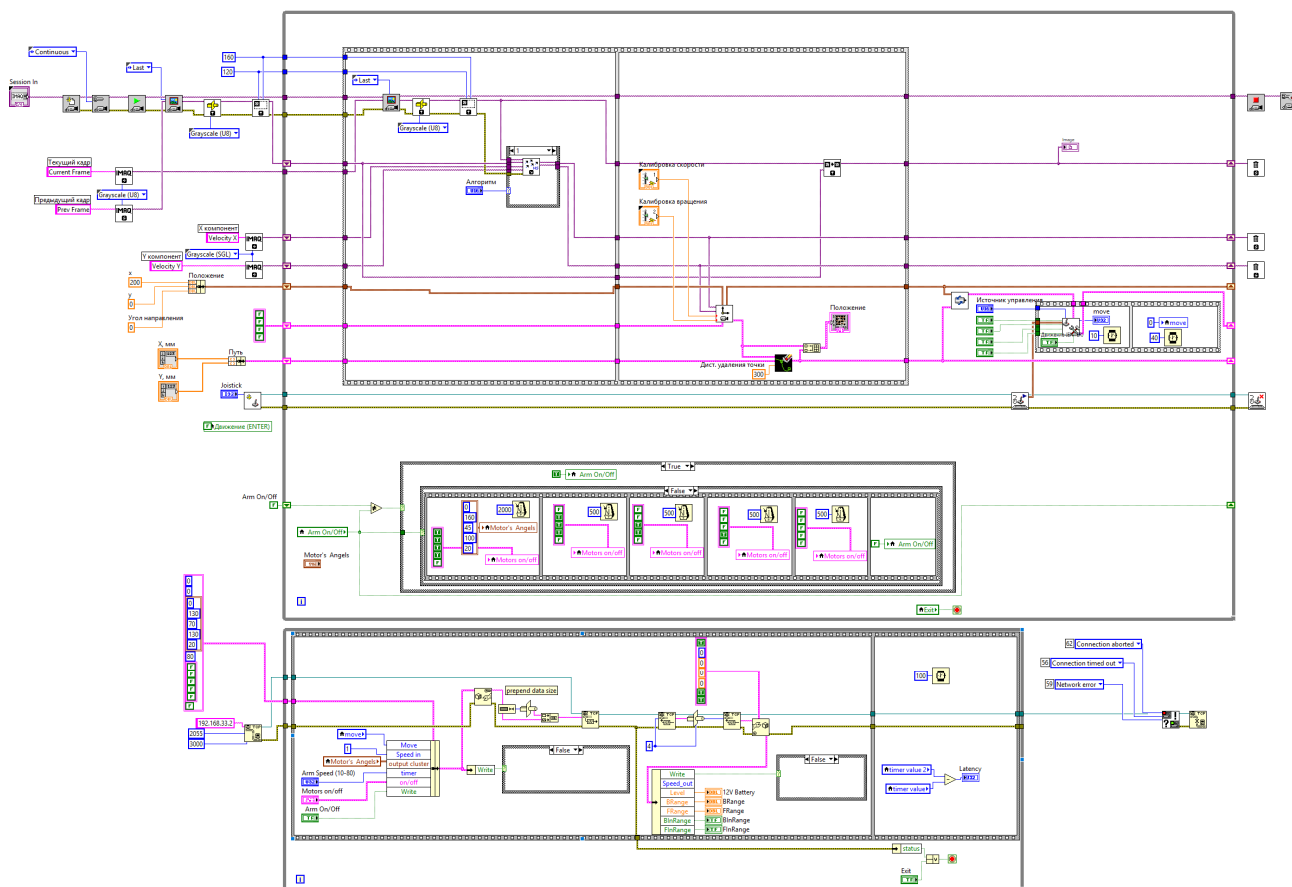 Continuous
Last
Session In
IMAQ
160
120
Last
Grayscale (U8)
Grayscale (U8)
1
Алгоритм
Текущий кадр
Current Frame
IMAQ
Grayscale (U8)
Предыдущий кадр
Prev Frame
IMAQ
Калибровка скорости
Калибровка вращения
Image
X компонент
Velocity X
IMAQ
Grayscale (SGL)
Y компонент
Velocity Y
IMAQ
x
200
Положение
y
0
Угол направления
0
X, мм
Путь
Y, мм
Joistick
Движение (ENTER)
Положение
Дист. удаления точки
300
Источник управления
move
10
0
move
40
True
Arm On/Off
False
Arm On/Off
F
Arm On/Off
Motor's Angels
0
160
45
100
20
2000
Motor's Angels
Motors on/off
500
Motors on/off
500
Motors on/off
500
Motors on/off
500
Motors on/off
F
Arm On/Off
i
Exit
0
0
0
130
70
130
20
80
F
F
F
F
F
F
F
192.168.33.2
2055
3000
prepend data size
0
0
0
0
4
100
62
Connection aborted
56
Connection timed out
59
Network error
move
1
Motor's Angels
Arm Speed (10-80)
Motors on/off
Arm On/Off
Move
Speed in
output cluster
timer
on/off
Write
Write
False
Write
Speed_out
Level
BRange
FRange
BInRange
FInRange
12V Battery
BRange
FRange
BInRange
FInRange
False
timer value 2
timer value
Latency
status
Exit
i